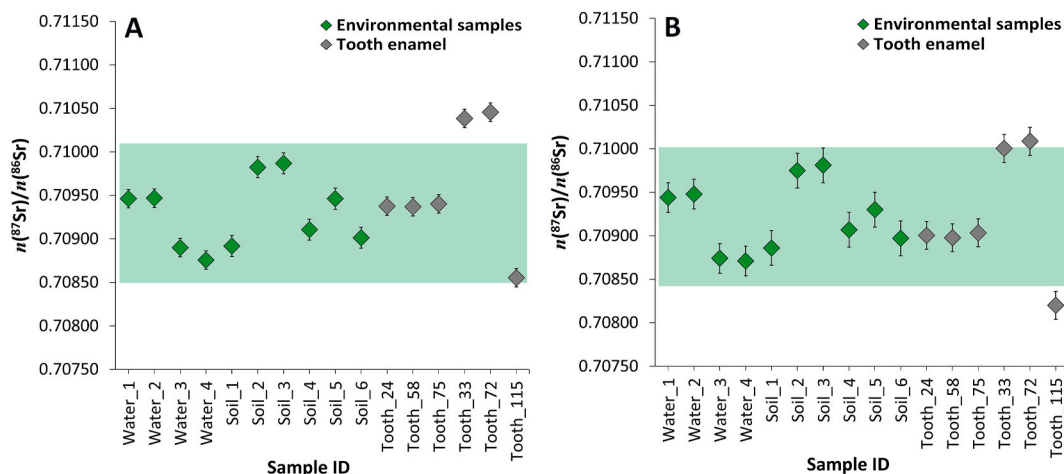 A
Environmental samples
Tooth enamel
n(⁸⁷Sr)/n(⁸⁶Sr)
0.71150
0.71100
0.71050
0.71000
0.70950
0.70900
0.70850
0.70800
0.70750
Water_1
Water_2
Water_3
Water_4
Soil_1
Soil_2
Soil_3
Soil_4
Soil_5
Soil_6
Tooth_24
Tooth_58
Tooth_75
Tooth_33
Tooth_72
Tooth_115
Sample ID
B
Environmental samples
Tooth enamel
n(⁸⁷Sr)/n(⁸⁶Sr)
0.71150
0.71100
0.71050
0.71000
0.70950
0.70900
0.70850
0.70800
0.70750
Water_1
Water_2
Water_3
Water_4
Soil_1
Soil_2
Soil_3
Soil_4
Soil_5
Soil_6
Tooth_24
Tooth_58
Tooth_75
Tooth_33
Tooth_72
Tooth_115
Sample ID